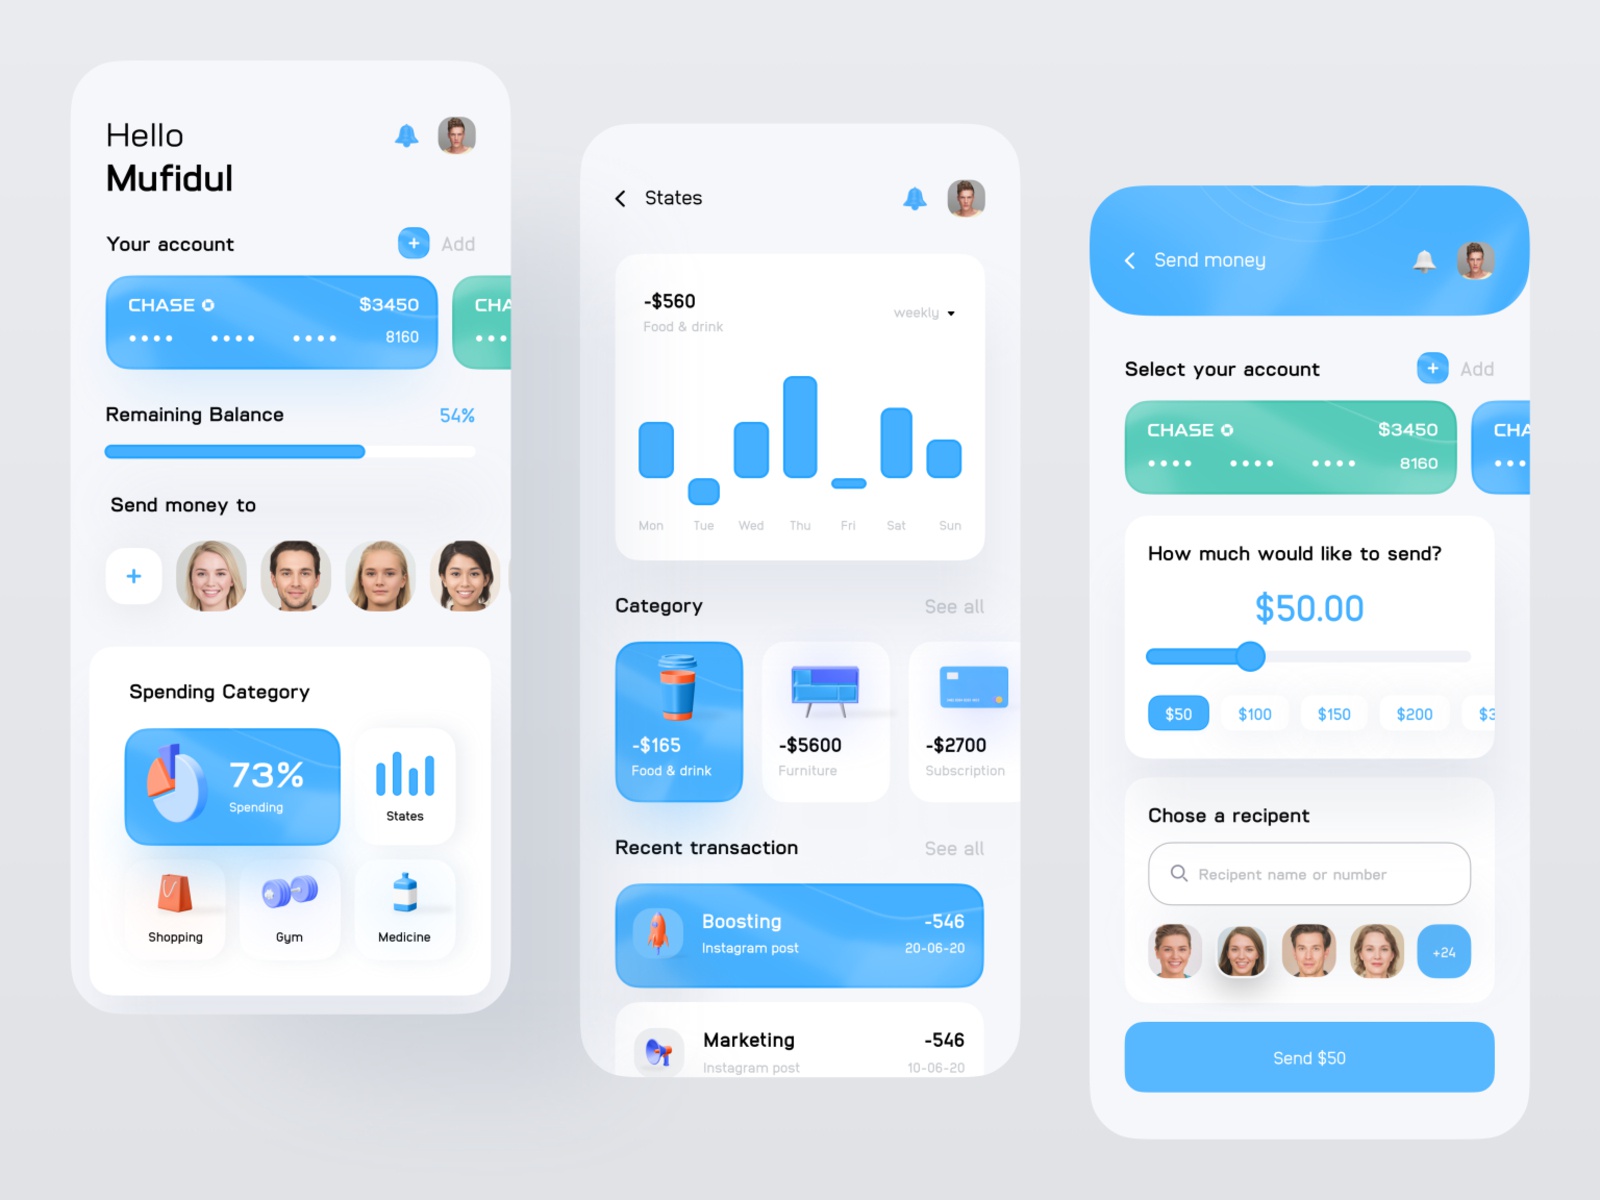 Hello
Mufidul
Your account
Add
CHASE
$3450
8160
CHA
Remaining Balance
54%
Send money to
+
Spending Category
73%
Spending
States
Shopping
Gym
Medicine
States
-$560
Food & drink
weekly
Mon Tue Wed Thu Fri Sat Sun
Category
See all
-$165
Food & drink
-$5600
Furniture
-$2700
Subscription
Recent transaction
See all
Boosting
-546
Instagram post
20-06-20
Marketing
-546
Instagram post
10-06-20
Send money
Select your account
Add
CHASE
$3450
8160
CHA
How much would like to send?
$50.00
$50 $100 $150 $200 $3
Chose a recipent
Recipent name or number
+24
Send $50